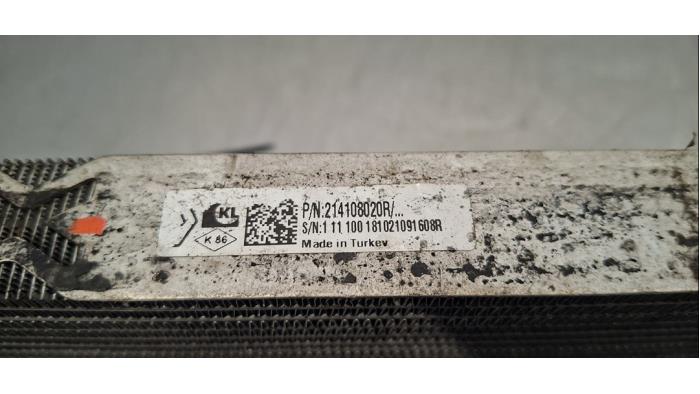 KL
K 86
P/N:214108020R/...
S/N:1 11 100 181021091608R
Made in Turkey